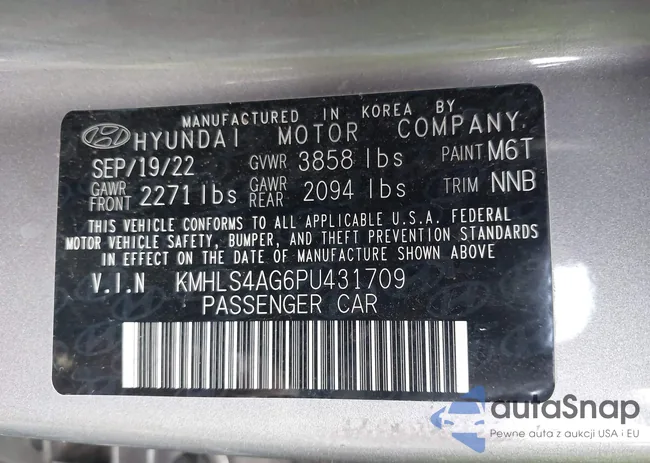 MANUFACTURED IN KOREA BY
HYUNDAI MOTOR COMPANY.
SEP/19/22 GVWR 3858 lbs PAINT M6T
GAWR FRONT 2271 lbs GAWR REAR 2094 lbs TRIM NNB
THIS VEHICLE CONFORMS TO ALL APPLICABLE U.S.A. FEDERAL
MOTOR VEHICLE SAFETY, BUMPER, AND THEFT PREVENTION STANDARDS
IN EFFECT ON THE DATE OF MANUFACTURE SHOWN ABOVE
V.I.N KMHLS4AG6PU431709
PASSENGER CAR
autaSnap
Pewne auta z aukcji USA i EU